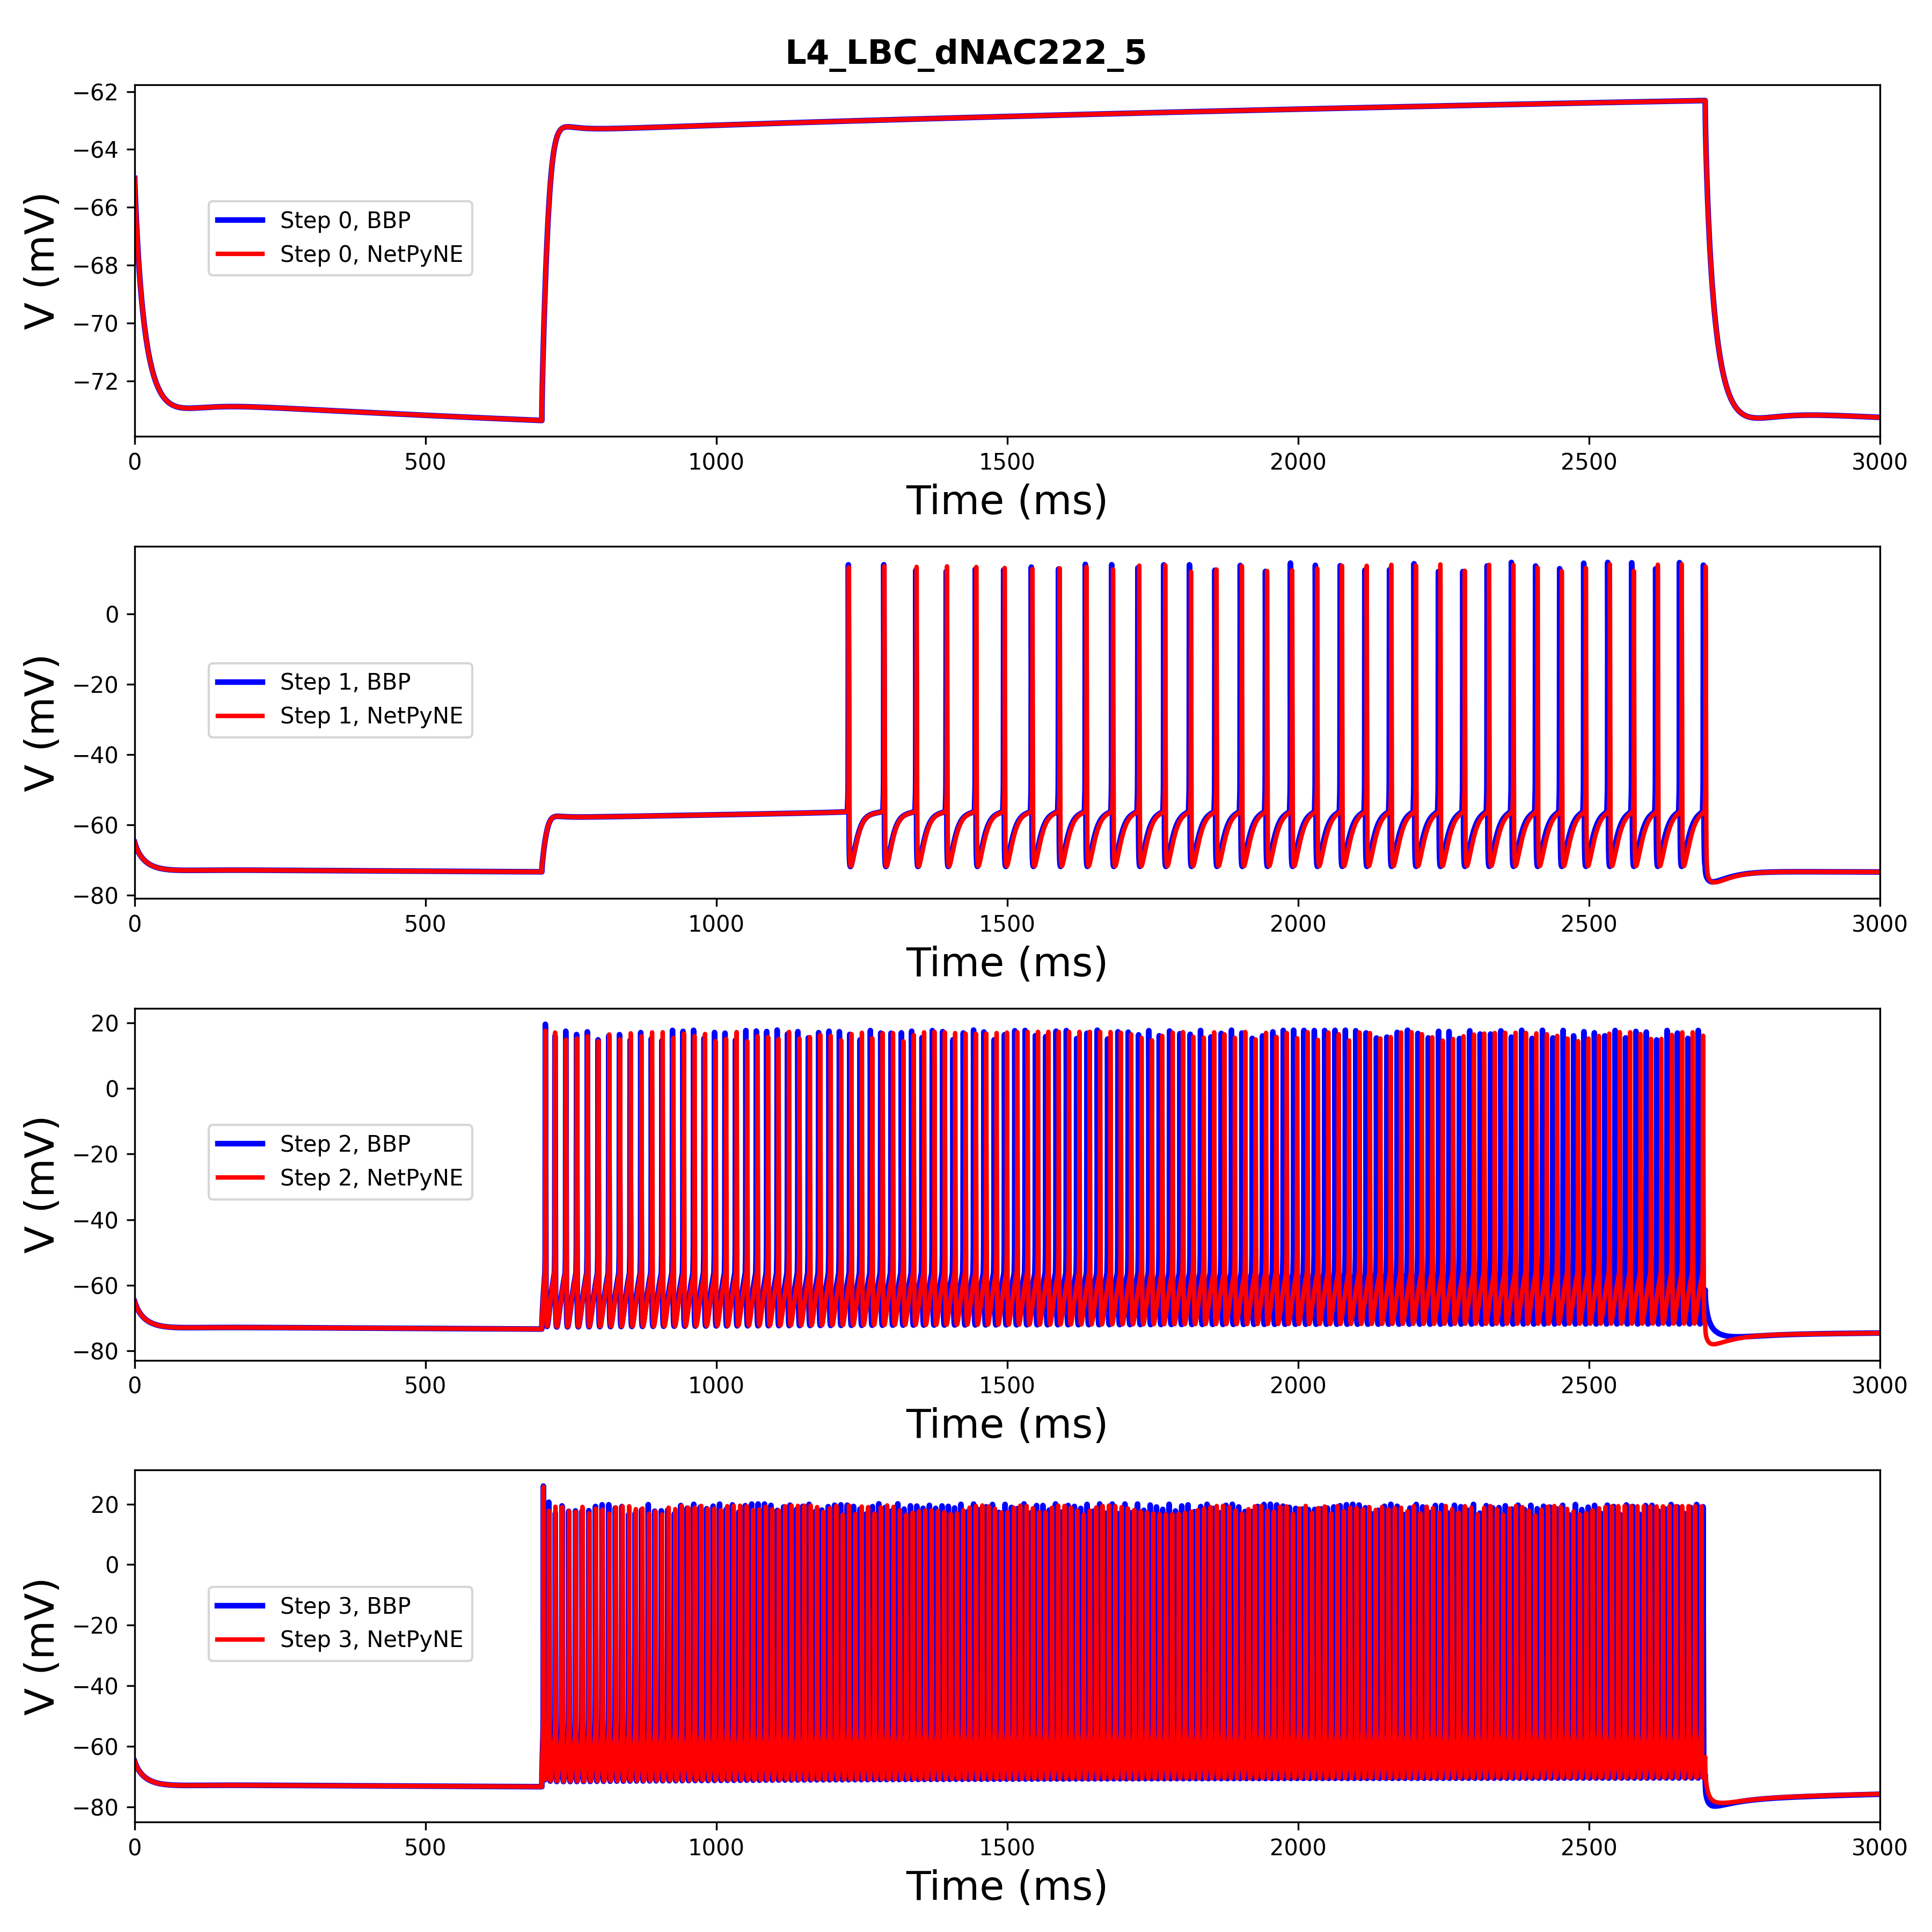 L4_LBC_dNAC222_5
−62
−64
−66
−68
−70
−72
V (mV)
Step 0, BBP
Step 0, NetPyNE
0 500 1000 1500 2000 2500 3000
Time (ms)
0
−20
−40
−60
−80
V (mV)
Step 1, BBP
Step 1, NetPyNE
0 500 1000 1500 2000 2500 3000
Time (ms)
20
0
−20
−40
−60
−80
V (mV)
Step 2, BBP
Step 2, NetPyNE
0 500 1000 1500 2000 2500 3000
Time (ms)
20
0
−20
−40
−60
−80
V (mV)
Step 3, BBP
Step 3, NetPyNE
0 500 1000 1500 2000 2500 3000
Time (ms)